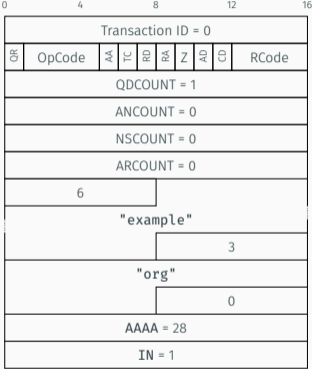 0 4 8 12 16
Transaction ID = 0
QR OpCode AA TC RD RA Z AD CD RCode
QDCOUNT = 1
ANCOUNT = 0
NSCOUNT = 0
ARCOUNT = 0
6
"example"
3
"org"
0
AAAA = 28
IN = 1